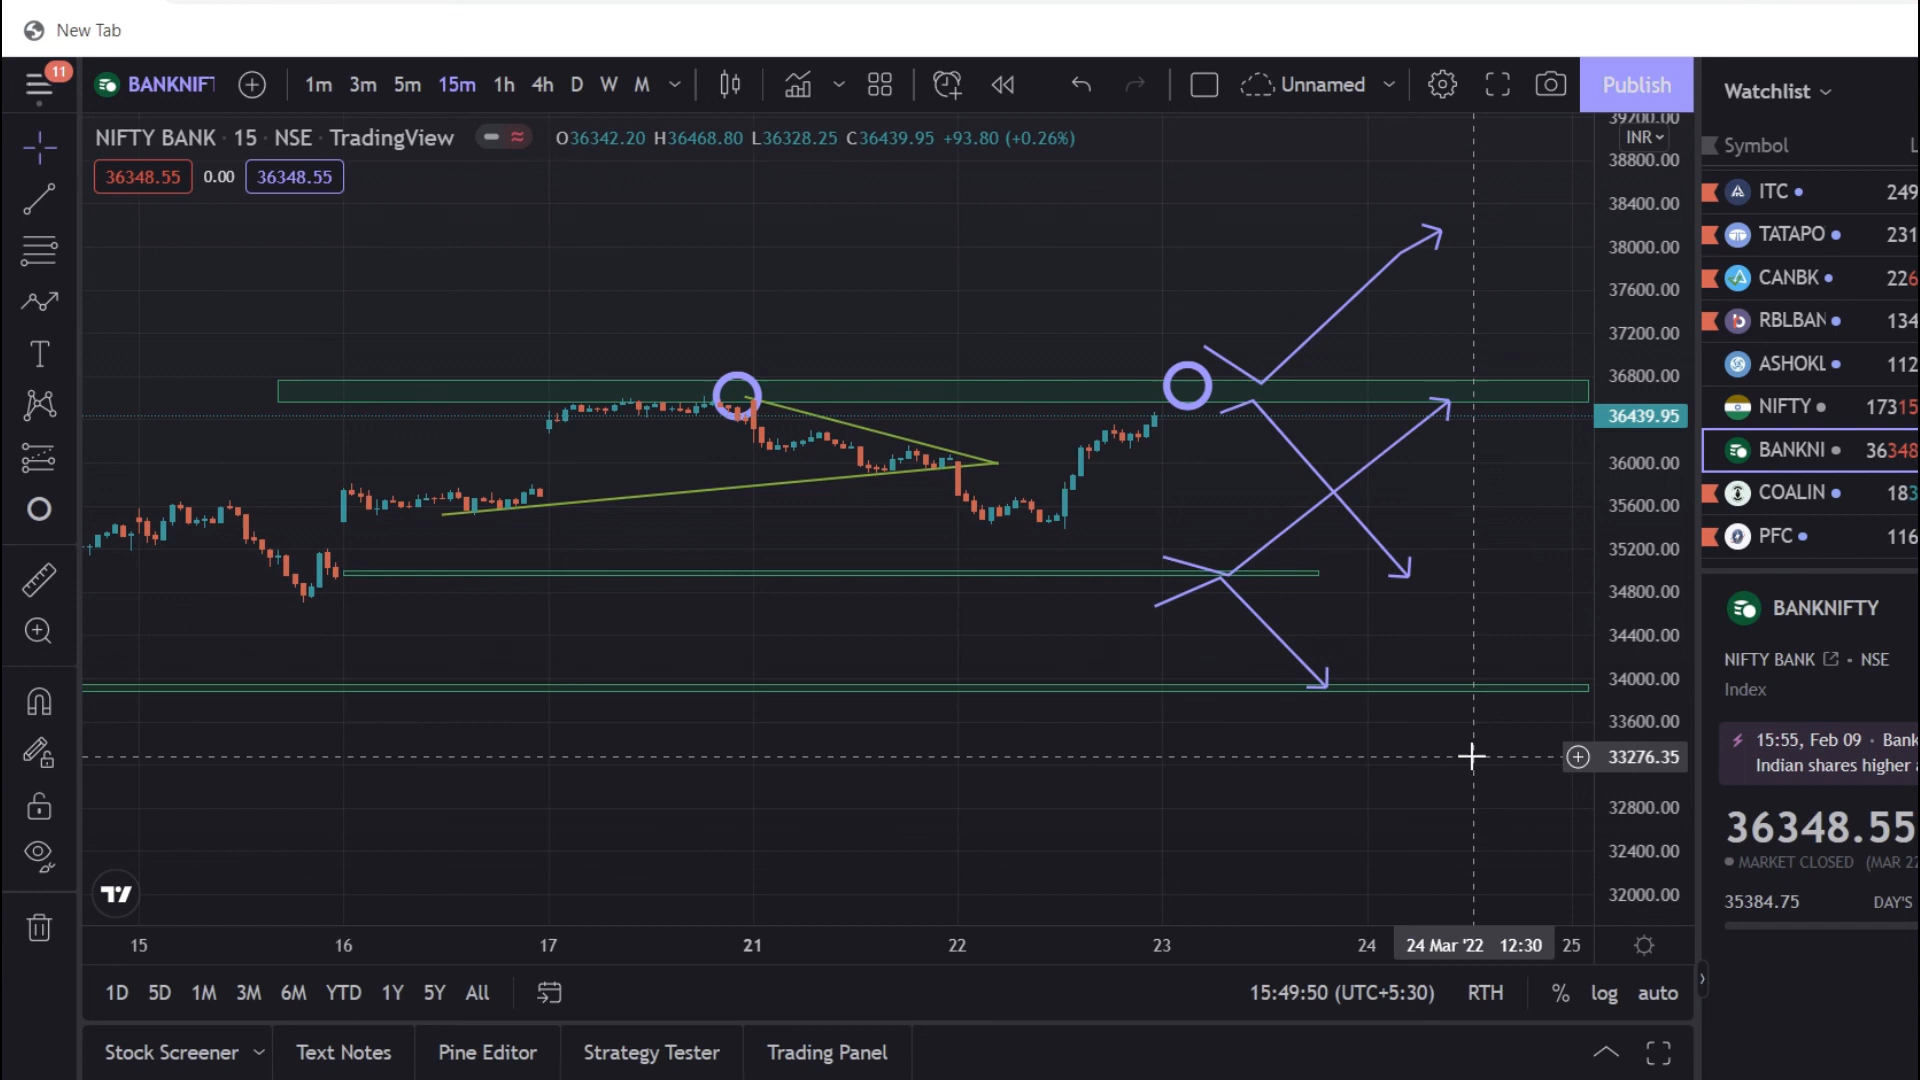 New Tab
11
BANKNIFT
1m 3m 5m 15m 1h 4h D W M
Unnamed
Publish
Watchlist
NIFTY BANK · 15 · NSE · TradingView
O36342.20 H36468.80 L36328.25 C36439.95 +93.80 (+0.26%)
36348.55 0.00 36348.55
39200.00
INR
38800.00
38400.00
38000.00
37600.00
37200.00
36800.00
36439.95
36000.00
35600.00
35200.00
34800.00
34400.00
34000.00
33600.00
33276.35
32800.00
32400.00
32000.00
15 16 17 21 22 23 24 24 Mar '22 12:30 25
1D 5D 1M 3M 6M YTD 1Y 5Y All
15:49:50 (UTC+5:30) RTH % log auto
Stock Screener Text Notes Pine Editor Strategy Tester Trading Panel
Symbol L
ITC 249
TATAPO 231
CANBK 226
RBLBAN 134
ASHOKL 112
NIFTY 17315
BANKNI 36348
COALIN 183
PFC 116
BANKNIFTY
NIFTY BANK · NSE
Index
15:55, Feb 09 · Bank
Indian shares higher
36348.55
MARKET CLOSED (MAR 22
35384.75 DAY'S